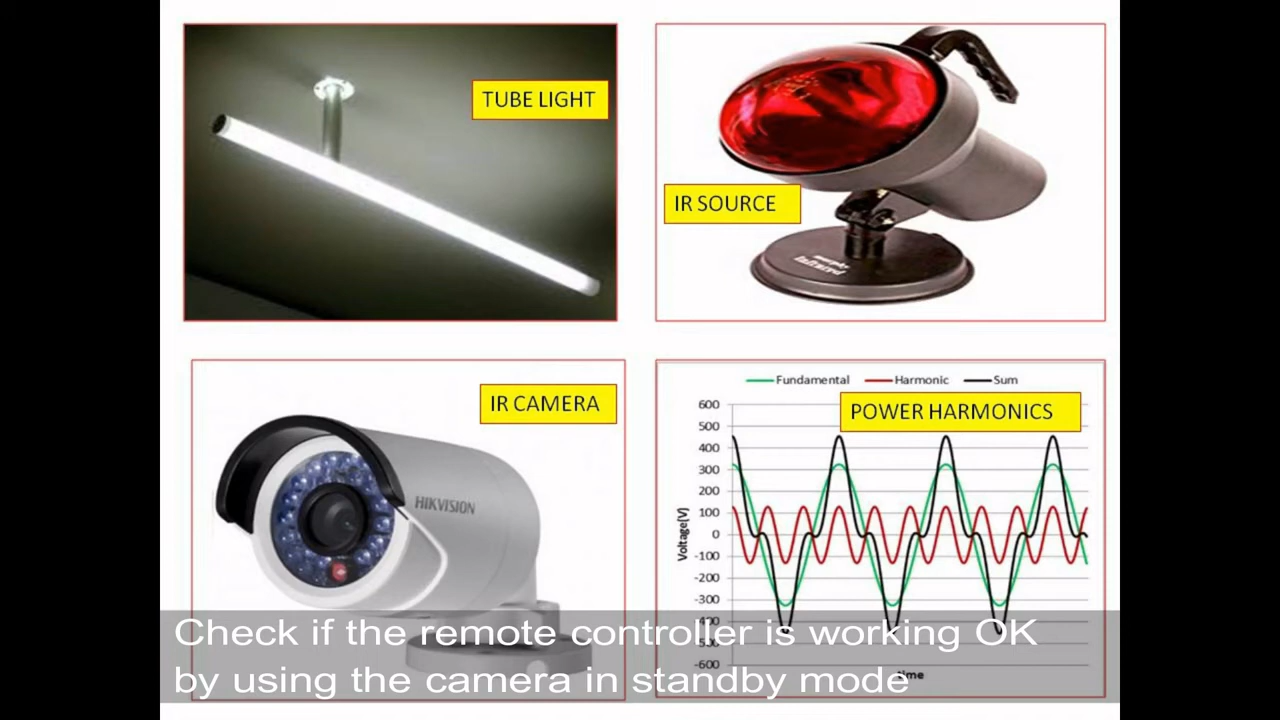 TUBE LIGHT
IR SOURCE
Infrared
IR CAMERA
HIKVISION
Fundamental Harmonic Sum
POWER HARMONICS
600
500
400
300
200
100
0
-100
-200
-300
-600
Voltage(V)
time
Check if the remote controller is working OK
by using the camera in standby mode